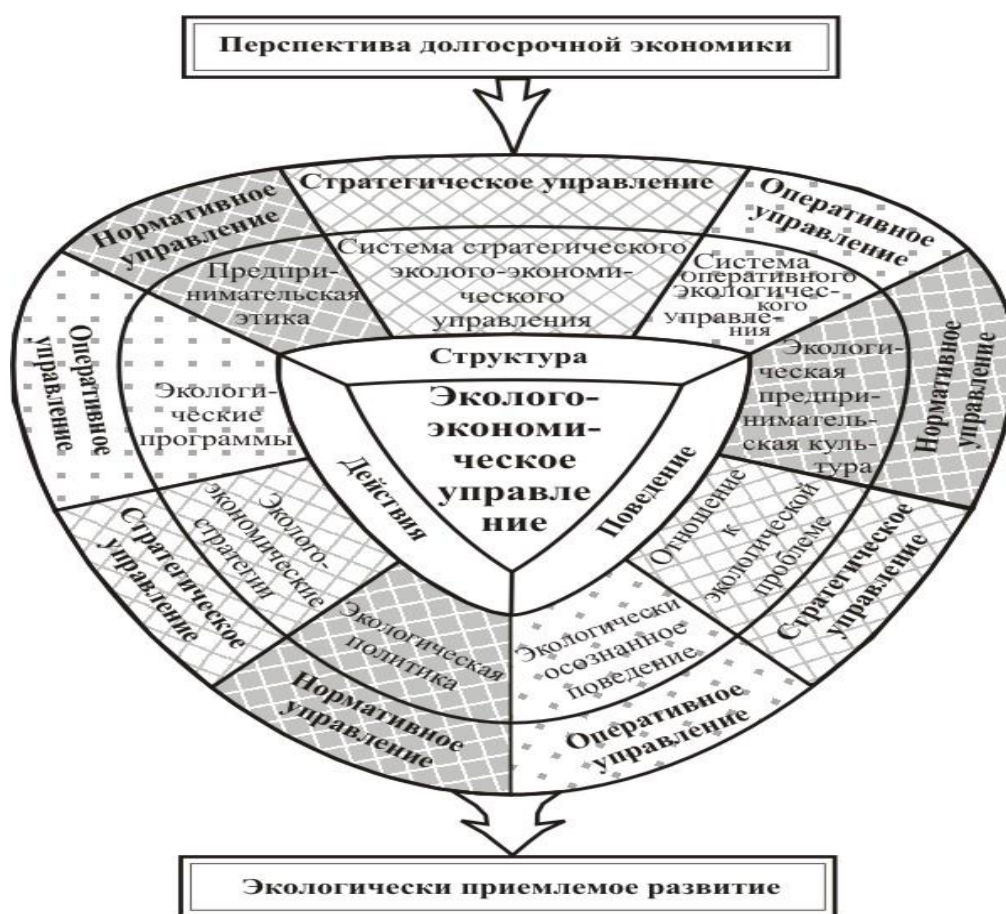 Перспектива долгосрочной экономики
Нормативное
управление
Стратегическое управление
Оперативное
управление
Предпри-
нимательская
этика
Система стратегического
эколого-экономи-
ческого
управления
Система
оперативного
экологичес-
кого
управле-
ния
Оперативное
управление
Экологи-
ческие
программы
Структура
Эколого-
экономи-
ческое
управле
ние
Действия
Поведение
Экологи-
ческая
предпри-
ниматель-
ская куль-
тура
Нормативное
управление
Стратегическое
управление
Эколого-
экономические
стратегии
Отношение
к
экологической
проблеме
Стратегическое
управление
Экологическая
политика
Нормативное
управление
Экологически
осознанное
поведение
Оперативное
управление
Экологически приемлемое развитие